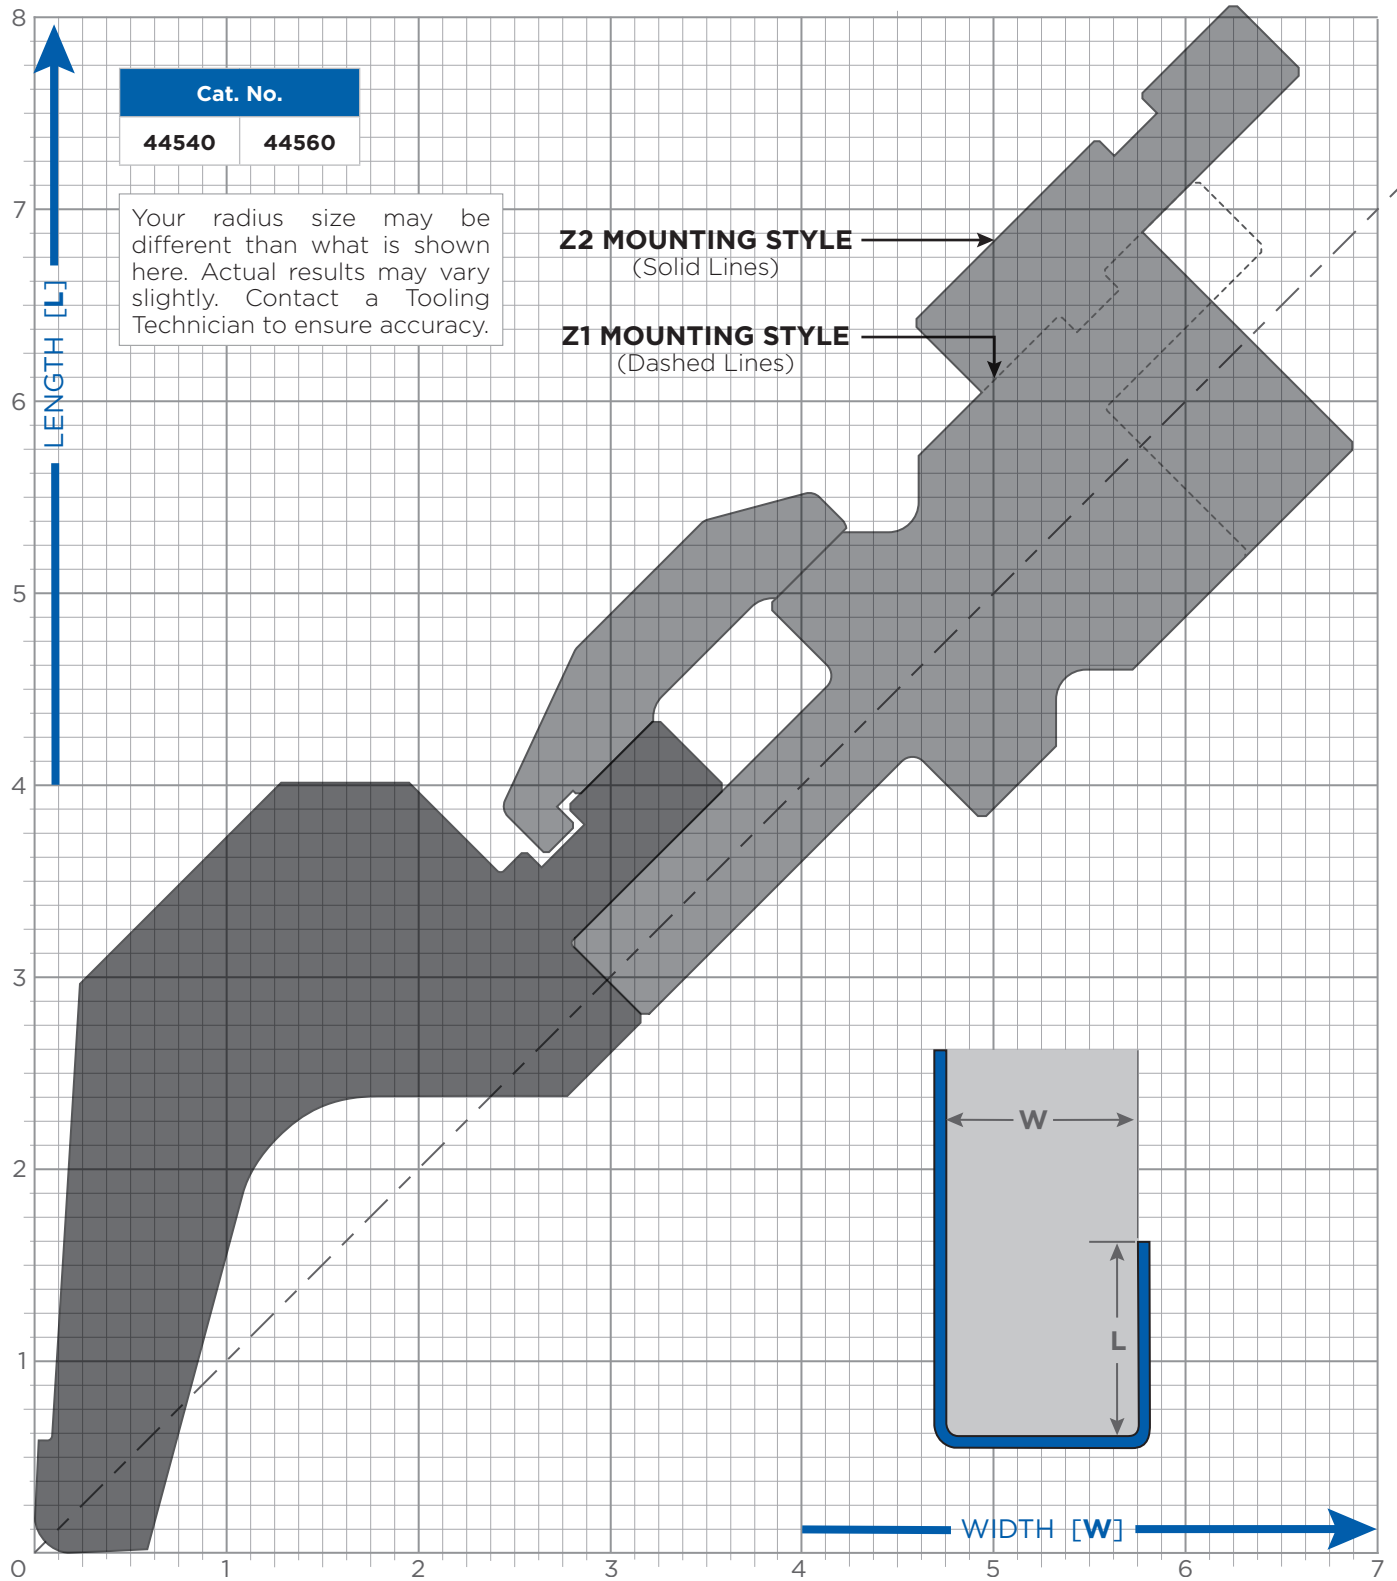 8
Cat. No.
44540 44560
7
Your radius size may be
different than what is shown
here. Actual results may vary
slightly. Contact a Tooling
Technician to ensure accuracy.
Z2 MOUNTING STYLE
(Solid Lines)
Z1 MOUNTING STYLE
(Dashed Lines)
LENGTH [L]
6
5
4
3
2
1
W
L
WIDTH [W]
0 1 2 3 4 5 6 7